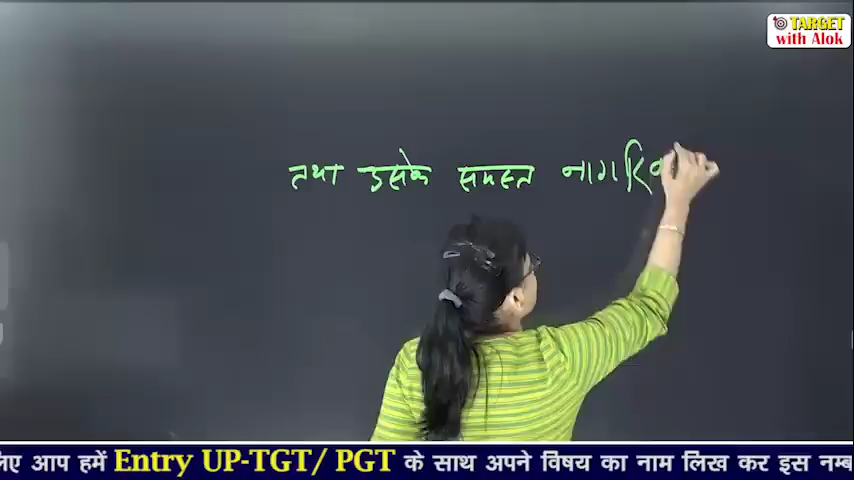 TARGET
with Alok
तथा उसके समस्त नागरि
लिए आप हमें Entry UP-TGT/ PGT के साथ अपने विषय का नाम लिख कर इस नम्ब